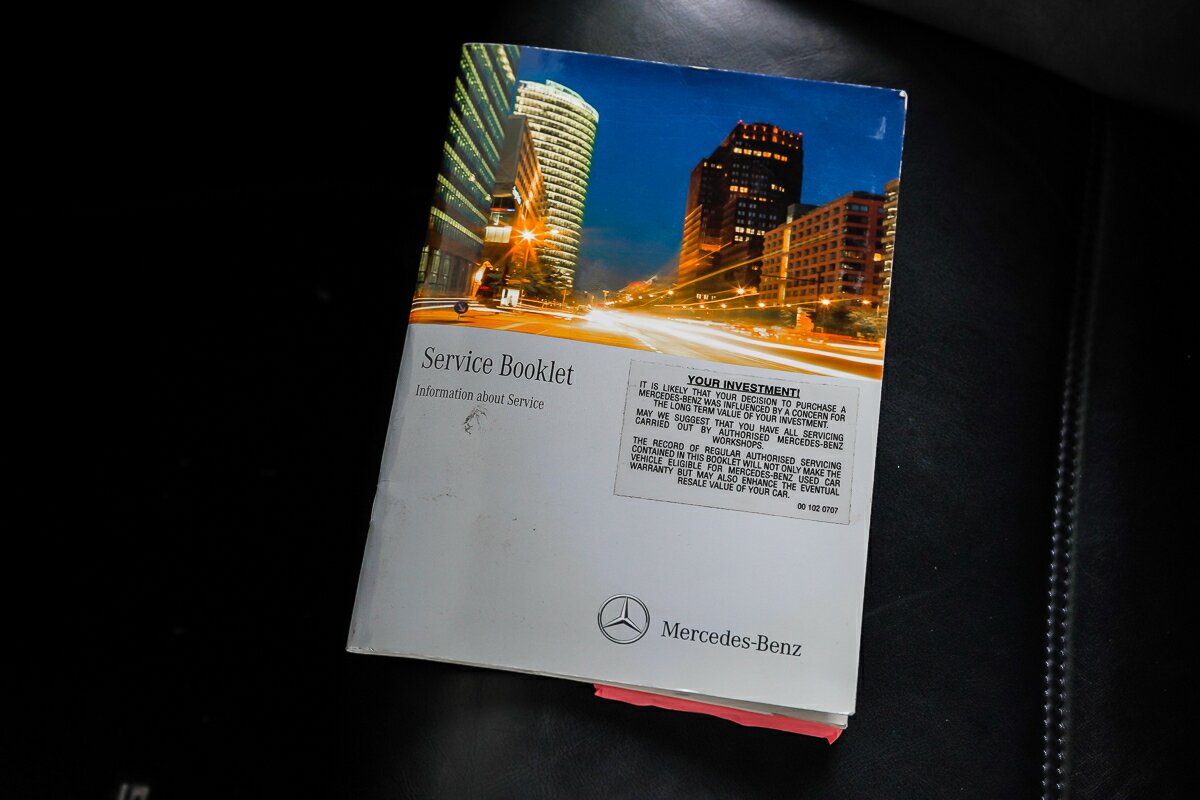 Service Booklet
Information about Service
YOUR INVESTMENT!
IT IS LIKELY THAT YOUR DECISION TO PURCHASE A
MERCEDES-BENZ WAS INFLUENCED BY A CONCERN FOR
THE LONG TERM VALUE OF YOUR INVESTMENT.
MAY WE SUGGEST THAT YOU HAVE ALL SERVICING
CARRIED OUT BY AUTHORISED MERCEDES-BENZ
WORKSHOPS.
THE RECORD OF REGULAR AUTHORISED SERVICING
CONTAINED IN THIS BOOKLET WILL NOT ONLY MAKE THE
VEHICLE ELIGIBLE FOR MERCEDES-BENZ USED CAR
WARRANTY BUT MAY ALSO ENHANCE THE EVENTUAL
RESALE VALUE OF YOUR CAR.
00 102 0707
Mercedes-Benz